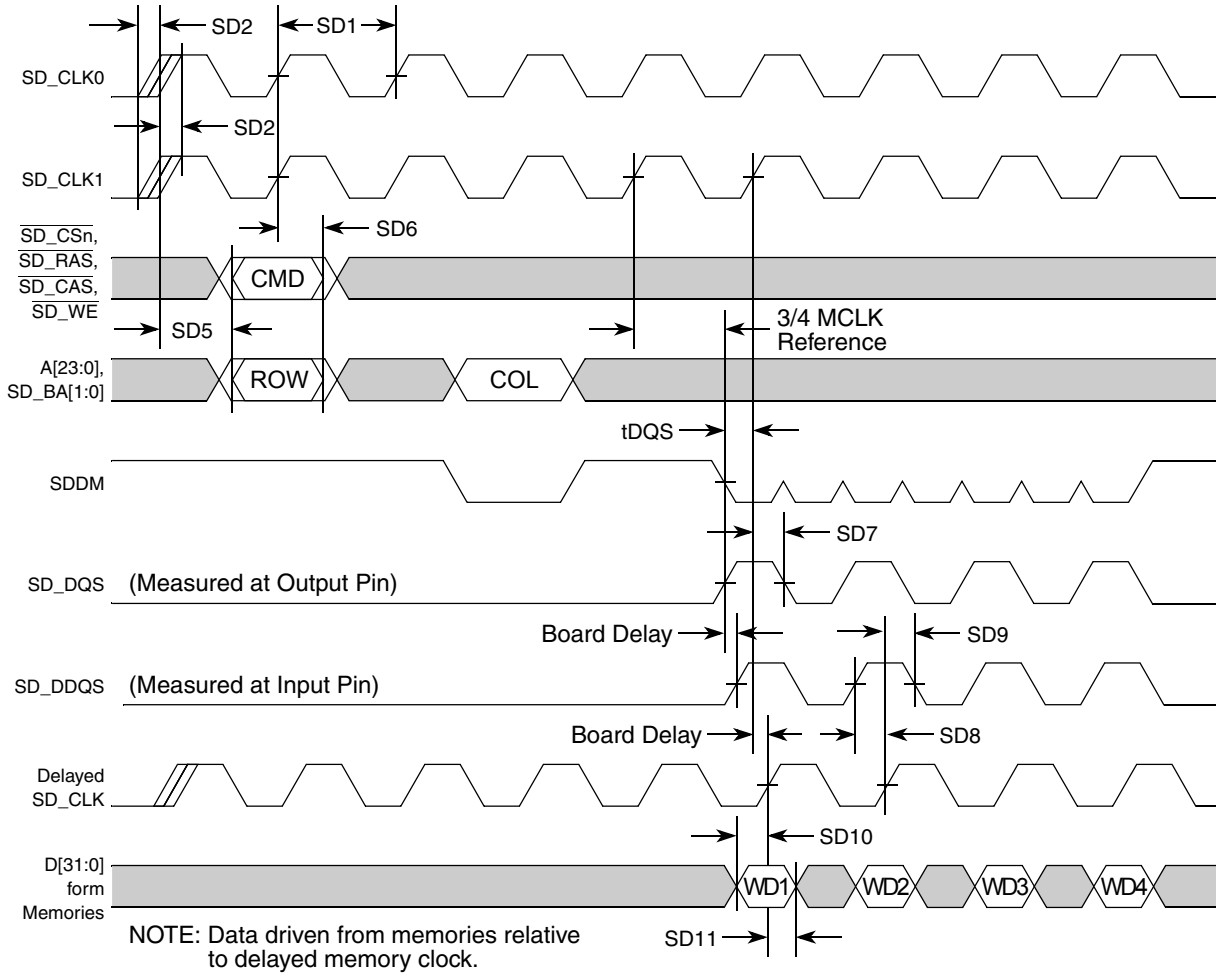 SD2
SD1
SD_CLK0
SD2
SD_CLK1
SD_CSn,
SD_RAS,
SD_CAS,
SD_WE
SD6
CMD
SD5
3/4 MCLK
Reference
A[23:0],
SD_BA[1:0]
ROW
COL
tDQS
SDDM
SD7
SD_DQS
(Measured at Output Pin)
Board Delay
SD9
SD_DDQS
(Measured at Input Pin)
Board Delay
SD8
Delayed
SD_CLK
SD10
D[31:0]
form
Memories
WD1
WD2
WD3
WD4
SD11
NOTE: Data driven from memories relative
to delayed memory clock.